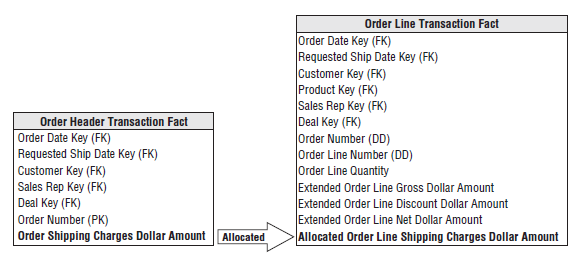 Order Header Transaction Fact
Order Date Key (FK)
Requested Ship Date Key (FK)
Customer Key (FK)
Sales Rep Key (FK)
Deal Key (FK)
Order Number (PK)
Order Shipping Charges Dollar Amount
Allocated
Order Line Transaction Fact
Order Date Key (FK)
Requested Ship Date Key (FK)
Customer Key (FK)
Product Key (FK)
Sales Rep Key (FK)
Deal Key (FK)
Order Number (DD)
Order Line Number (DD)
Order Line Quantity
Extended Order Line Gross Dollar Amount
Extended Order Line Discount Dollar Amount
Extended Order Line Net Dollar Amount
Allocated Order Line Shipping Charges Dollar Amount